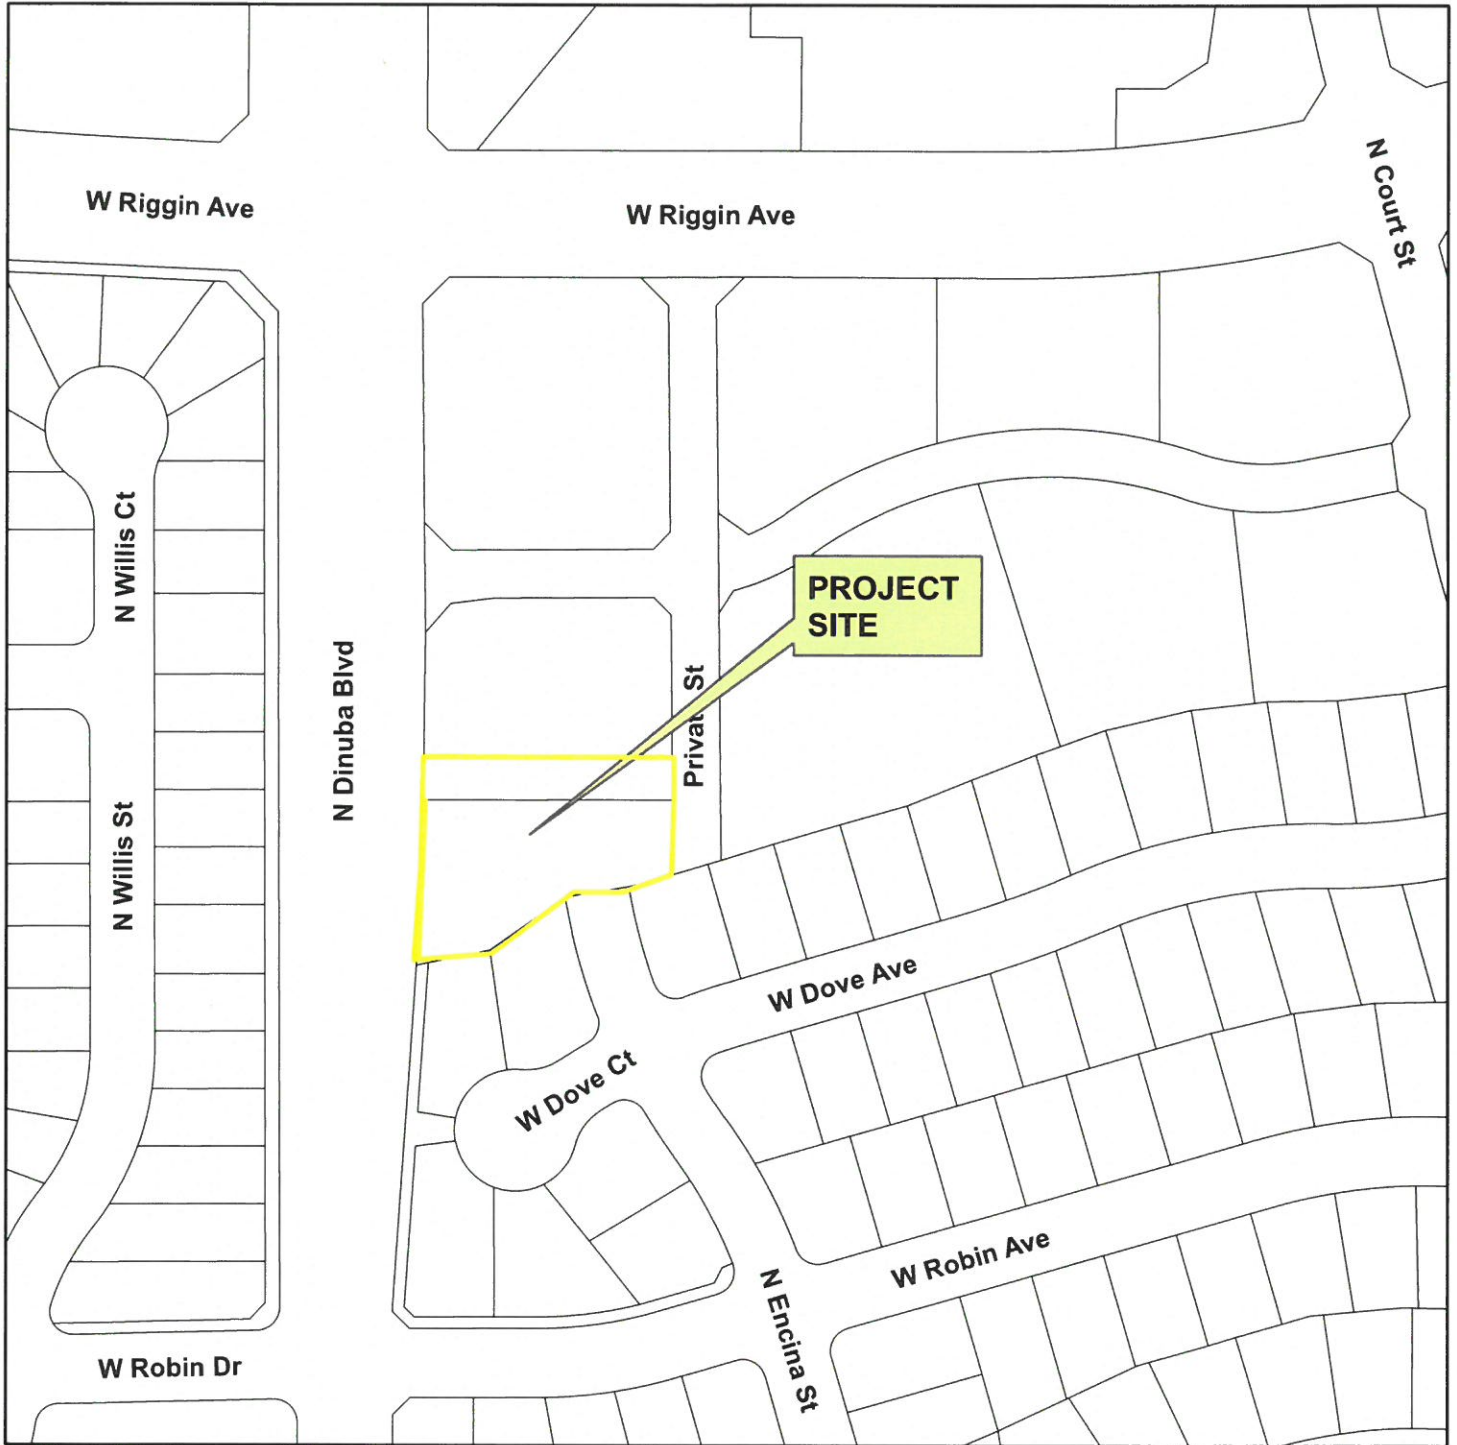 W Riggin Ave
W Riggin Ave
N Court St
N Willis Ct
PROJECT
SITE
N Dinuba Blvd
Private St
N Willis St
W Dove Ave
W Dove Ct
W Robin Ave
N Encina St
W Robin Dr